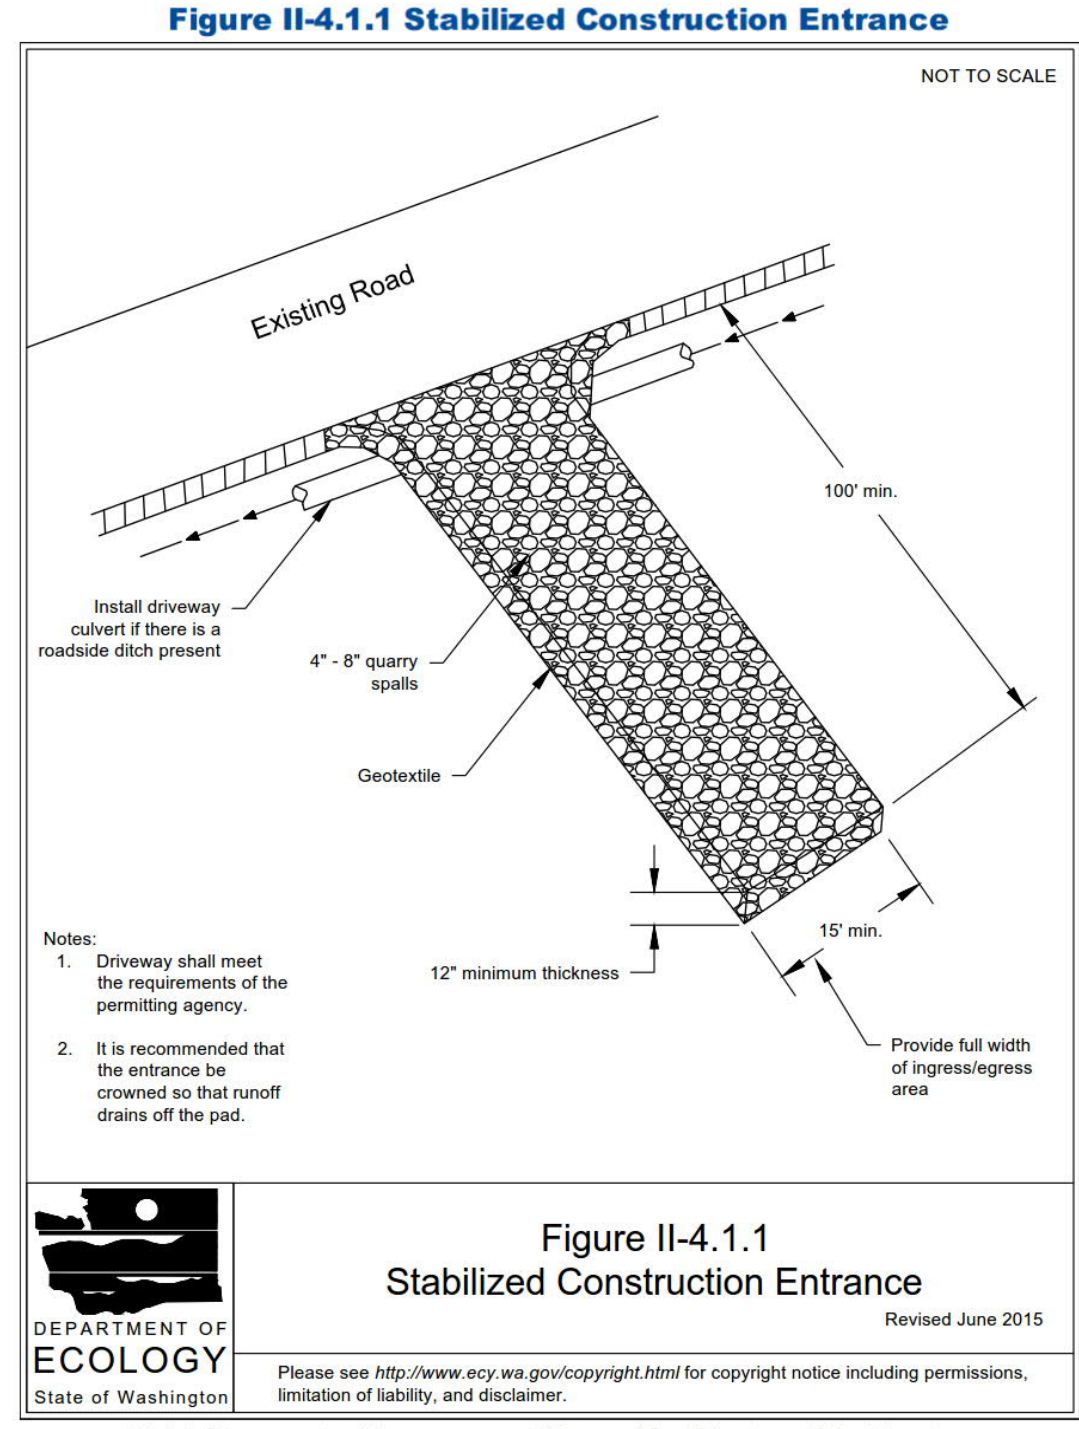 Figure II-4.1.1 Stabilized Construction Entrance
NOT TO SCALE
Existing Road
100' min.
Install driveway
culvert if there is a
roadside ditch present
4" - 8" quarry
spalls
Geotextile
15' min.
12" minimum thickness
Provide full width
of ingress/egress
area
Notes:
1. Driveway shall meet
the requirements of the
permitting agency.
2. It is recommended that
the entrance be
crowned so that runoff
drains off the pad.
DEPARTMENT OF
ECOLOGY
State of Washington
Figure II-4.1.1
Stabilized Construction Entrance
Revised June 2015
Please see http://www.ecy.wa.gov/copyright.html for copyright notice including permissions,
limitation of liability, and disclaimer.